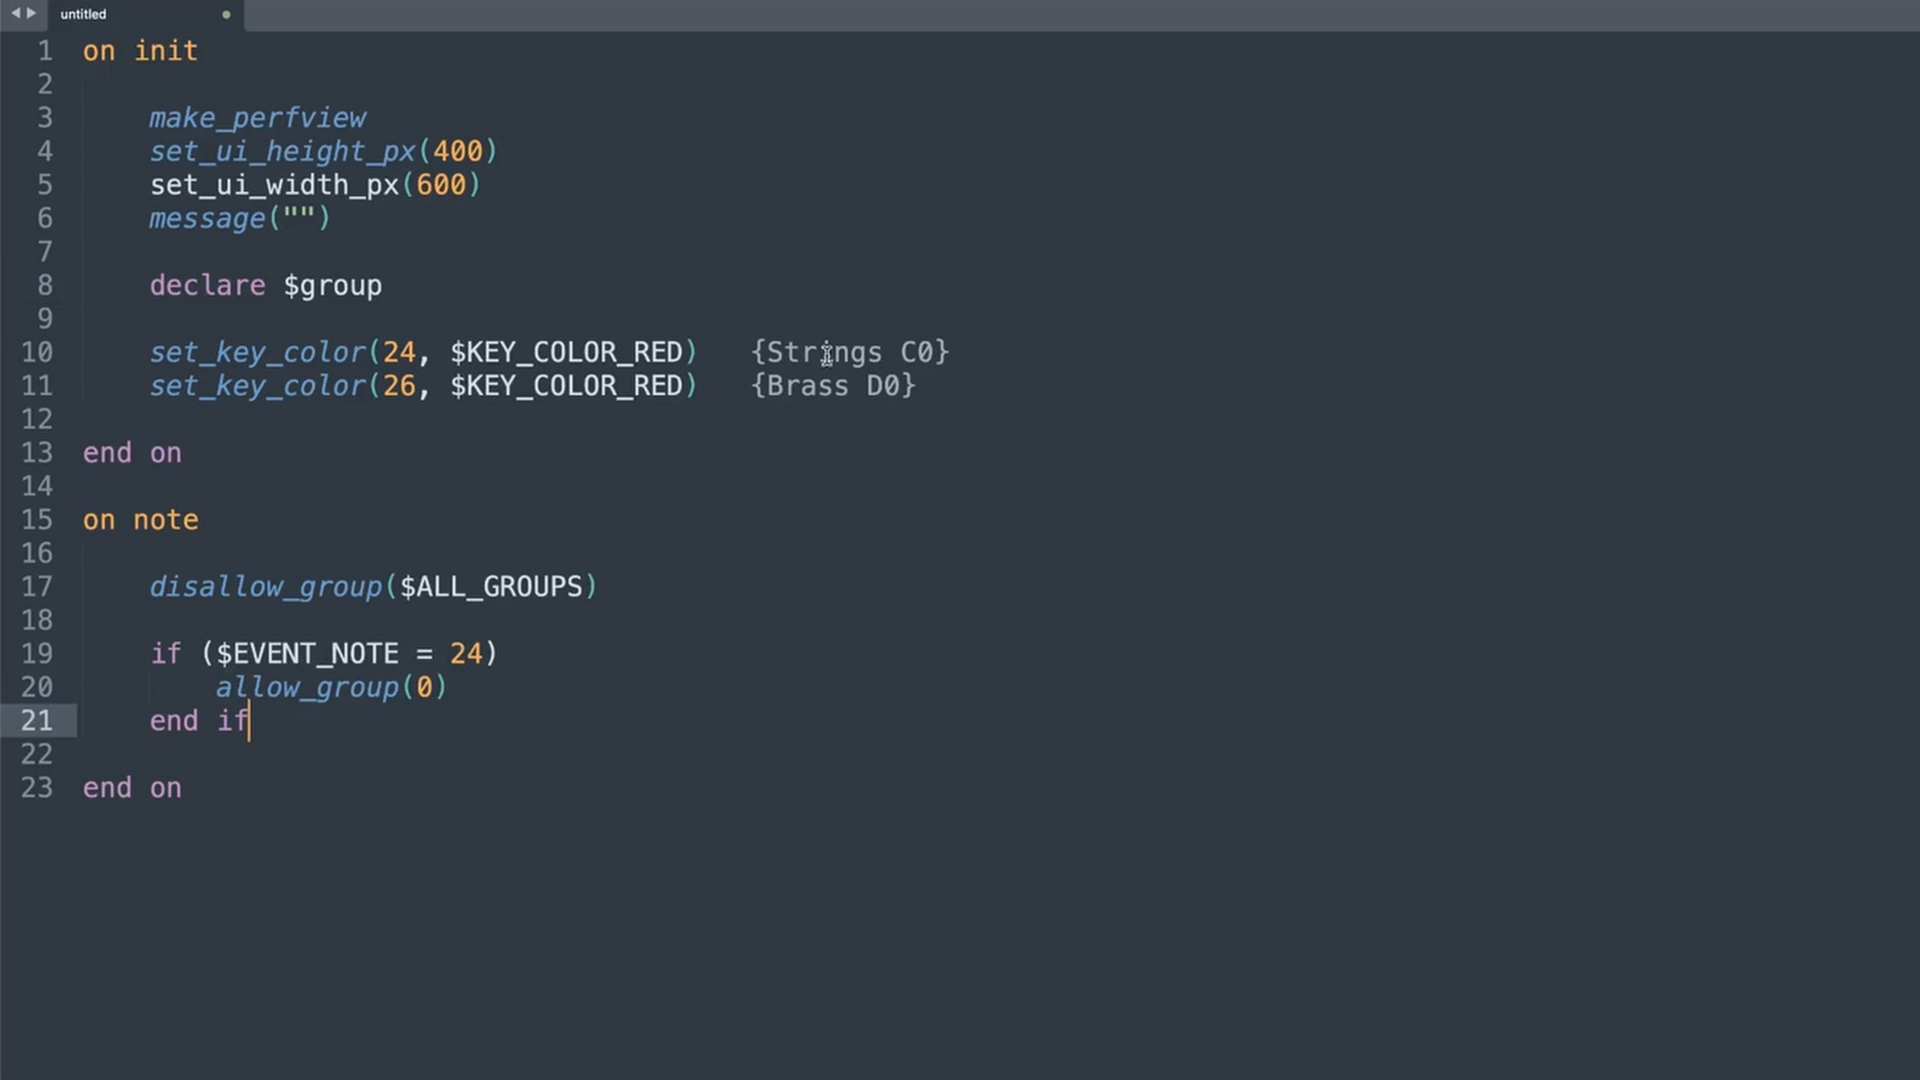 untitled
1 on init
2
3 make_perfview
4 set_ui_height_px(400)
5 set_ui_width_px(600)
6 message("")
7
8 declare $group
9
10 set_key_color(24, $KEY_COLOR_RED) {Strings C0}
11 set_key_color(26, $KEY_COLOR_RED) {Brass D0}
12
13 end on
14
15 on note
16
17 disallow_group($ALL_GROUPS)
18
19 if ($EVENT_NOTE = 24)
20 allow_group(0)
21 end if
22
23 end on